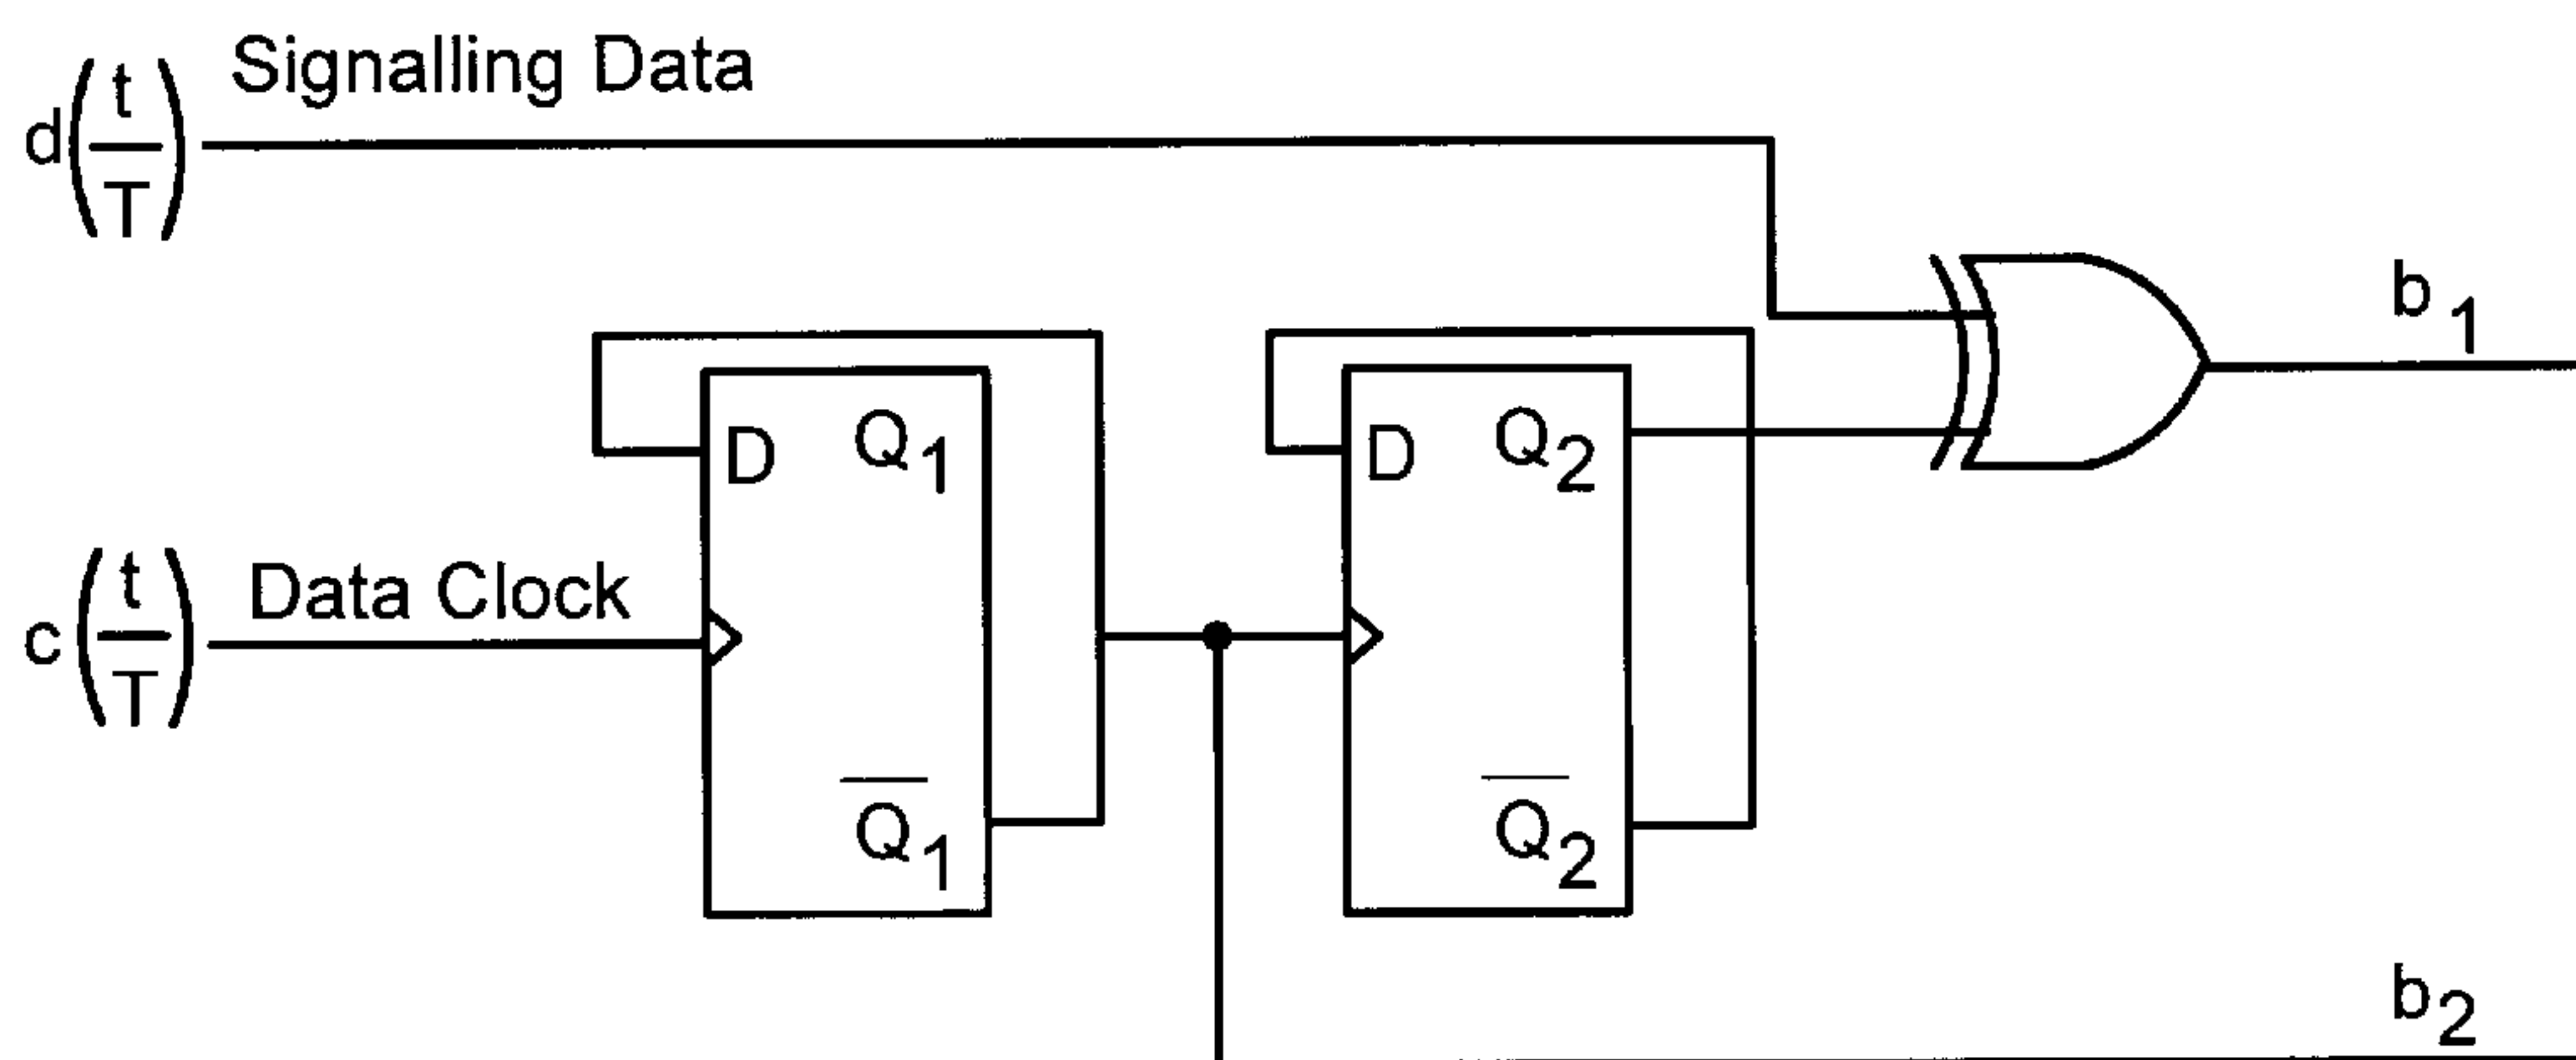 d(t/T) Signalling Data
b₁
D Q₁
D Q₂
c(t/T) Data Clock
Q̅₁
Q̅₂
b₂